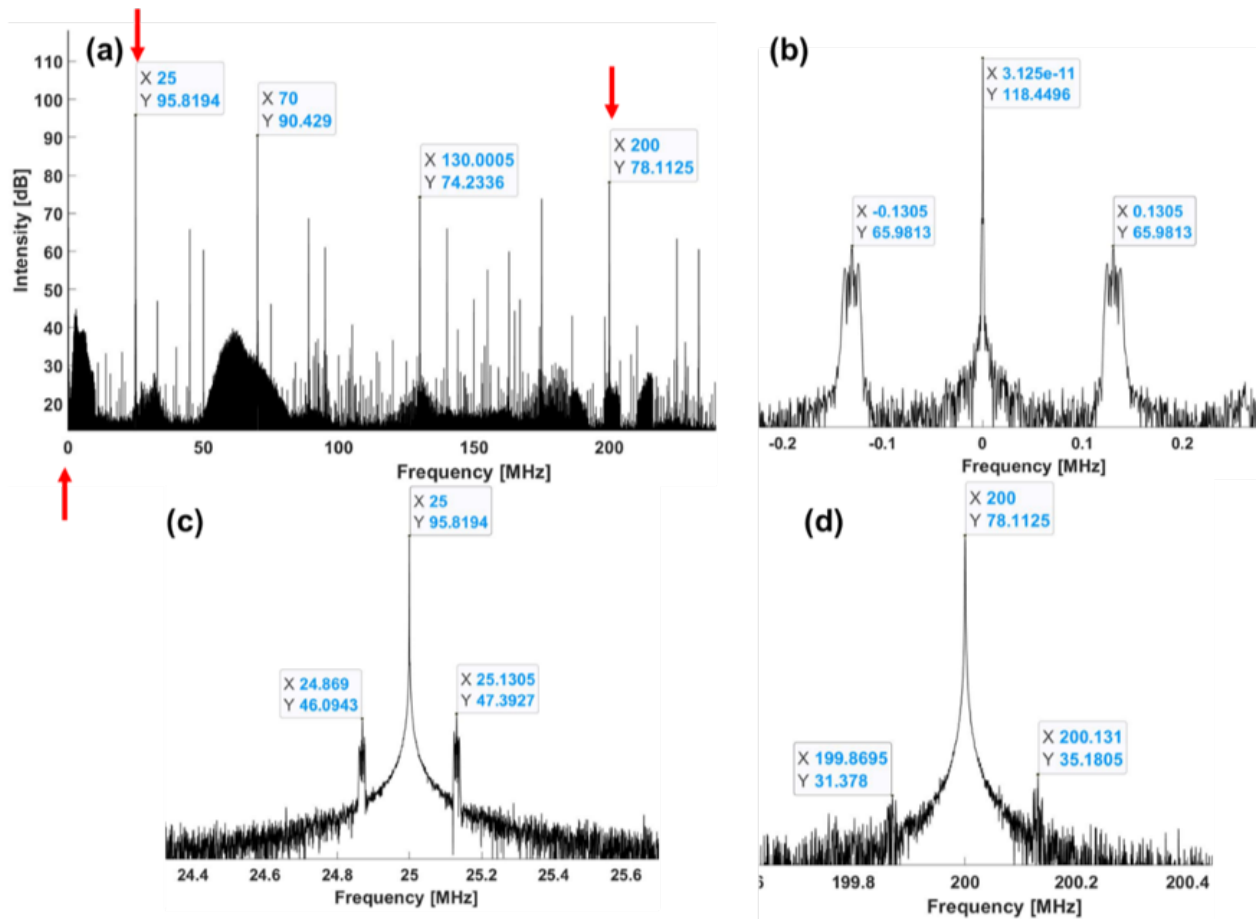 (a)
X 25
Y 95.8194
X 70
Y 90.429
X 130.0005
Y 74.2336
X 200
Y 78.1125
110
100
90
80
70
60
50
40
30
20
Intensity [dB]
0 50 100 150 200
Frequency [MHz]
(b)
X 3.125e-11
Y 118.4496
X -0.1305
Y 65.9813
X 0.1305
Y 65.9813
-0.2 -0.1 0 0.1 0.2
Frequency [MHz]
(c)
X 25
Y 95.8194
X 24.869
Y 46.0943
X 25.1305
Y 47.3927
24.4 24.6 24.8 25 25.2 25.4 25.6
Frequency [MHz]
(d)
X 200
Y 78.1125
X 199.8695
Y 31.378
X 200.131
Y 35.1805
6 199.8 200 200.2 200.4
Frequency [MHz]